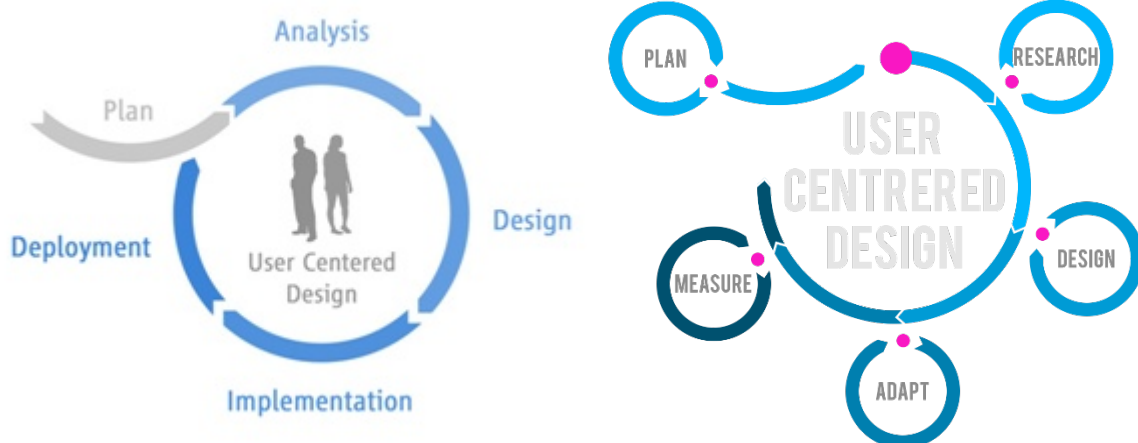 Analysis
Plan
User Centered
Design
Design
Deployment
Implementation
PLAN
RESEARCH
USER
CENTRERED
DESIGN
DESIGN
MEASURE
ADAPT